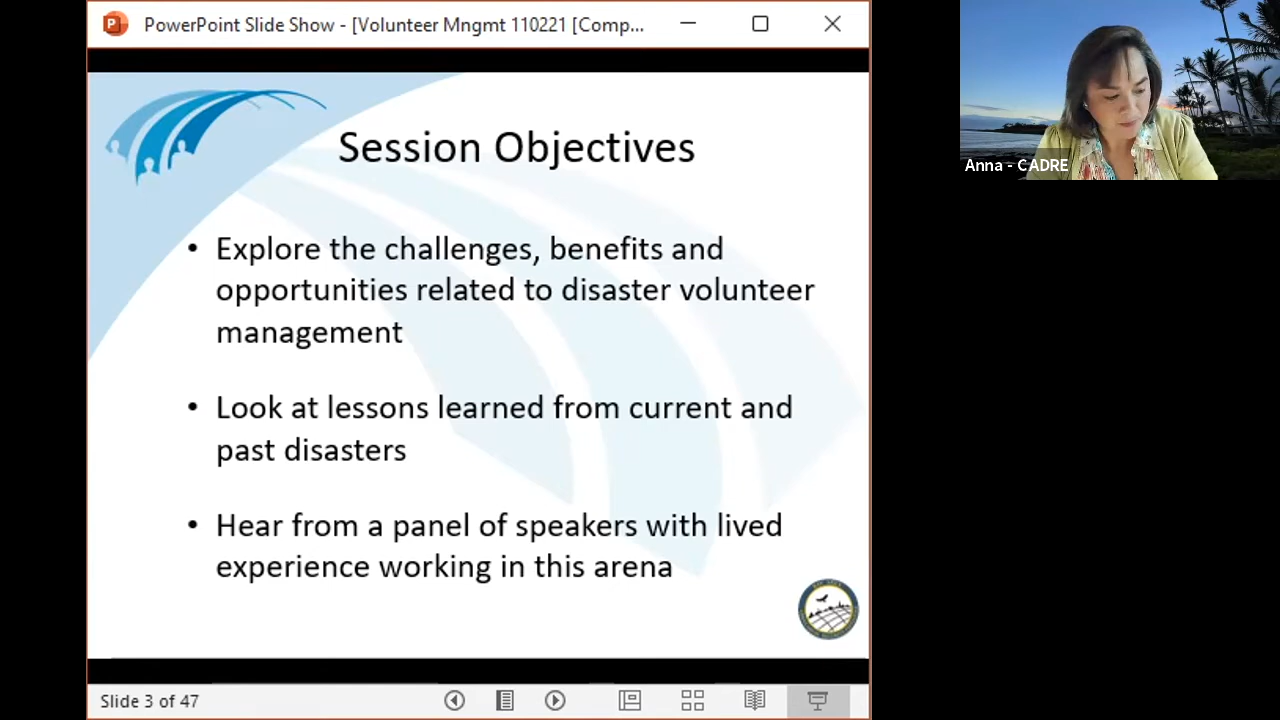 PowerPoint Slide Show - [Volunteer Mngmt 110221 [Comp...
Anna - CADRE
Session Objectives
• Explore the challenges, benefits and
opportunities related to disaster volunteer
management
• Look at lessons learned from current and
past disasters
• Hear from a panel of speakers with lived
experience working in this arena
Slide 3 of 47